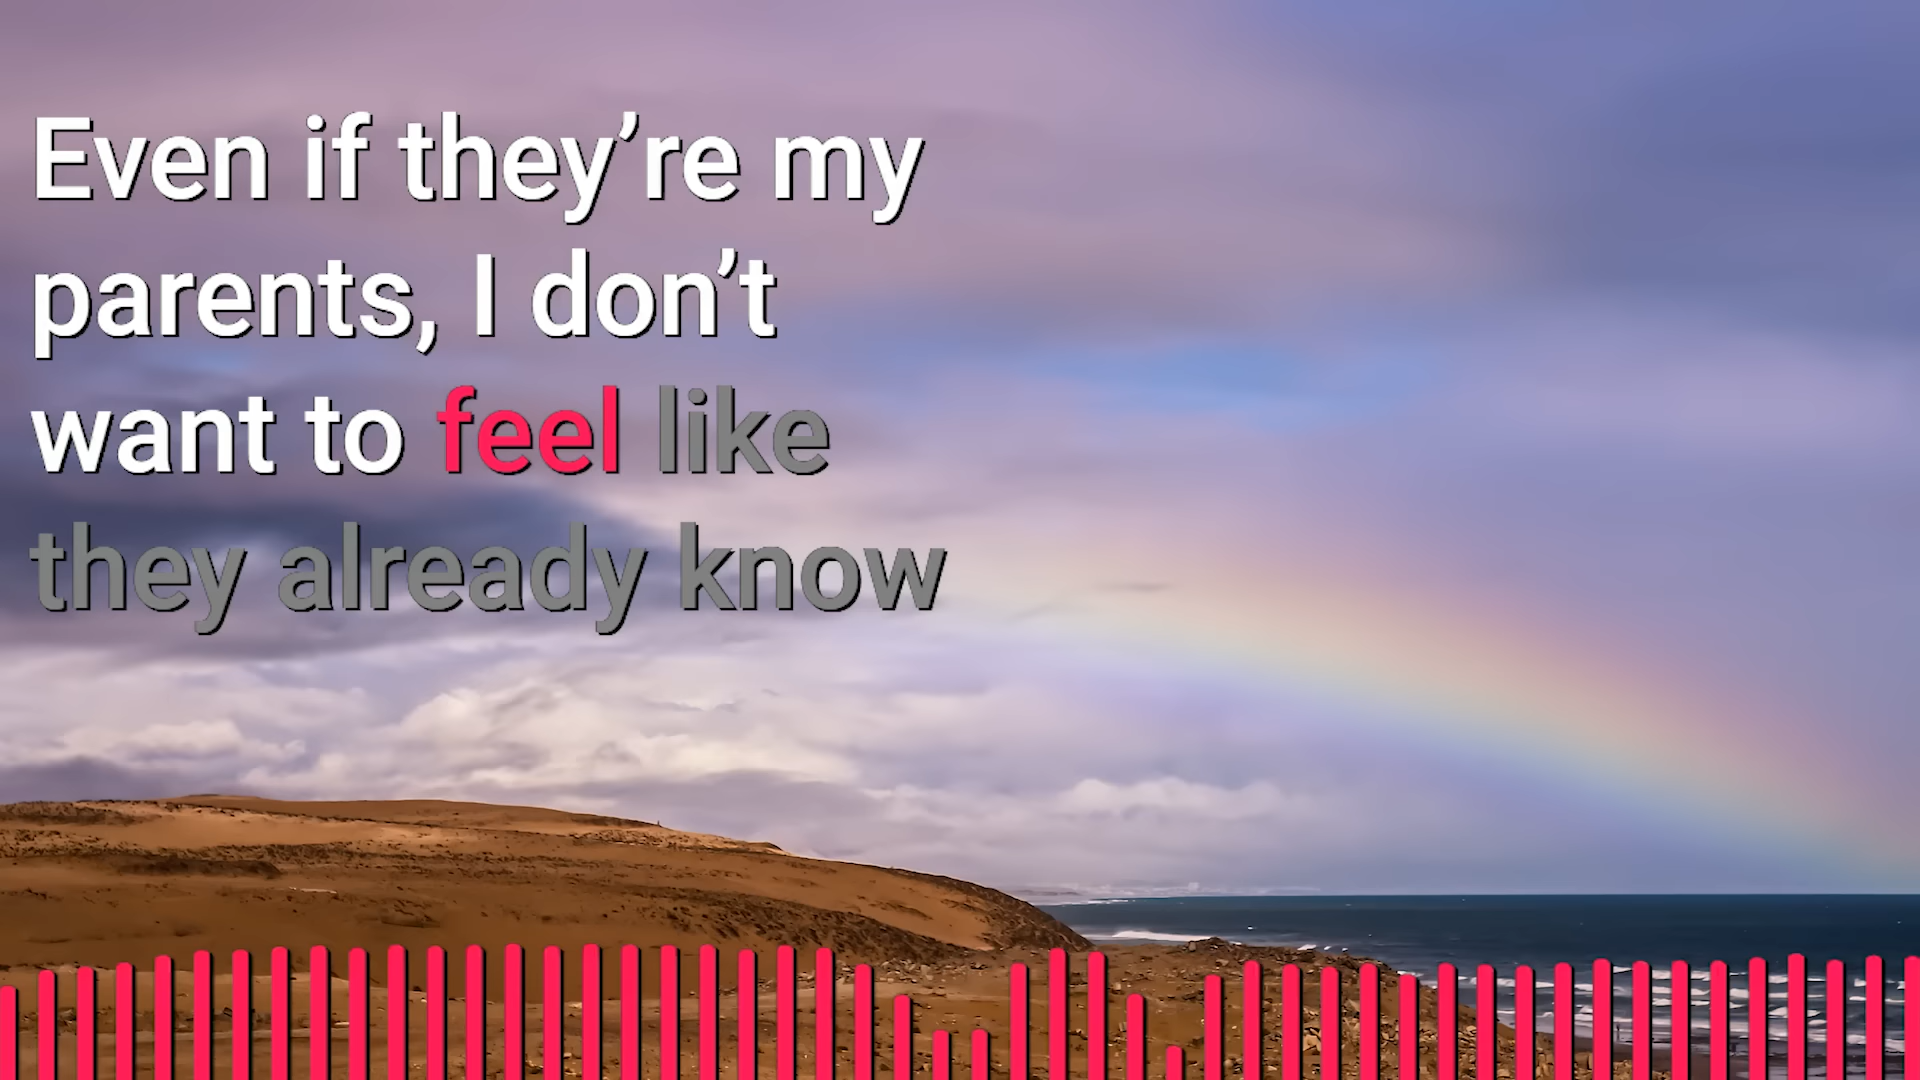 Even if they’re my
parents, I don’t
want to feel like
they already know